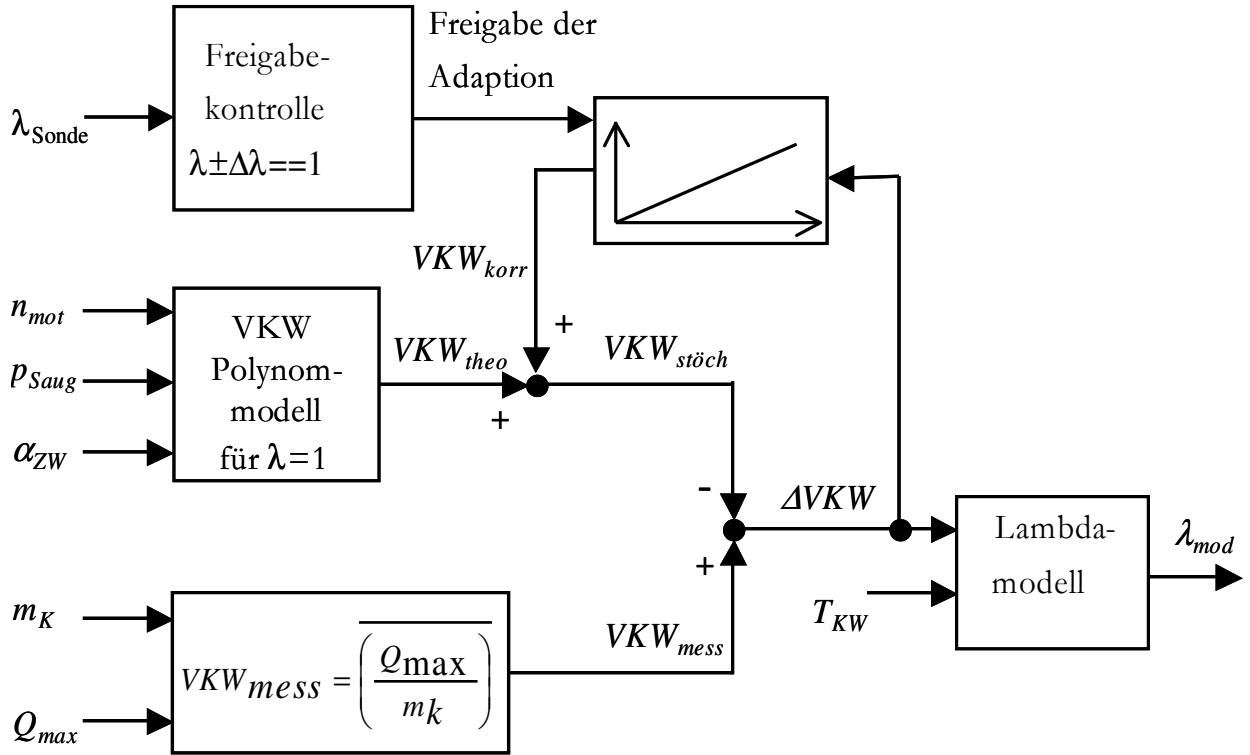 Freigabe der
Adaption
Freigabe-
kontrolle
λ±Δλ==1
λSonde
VKWkorr
+
nmot
pSaug
αZW
VKW
Polynom-
modell
für λ=1
VKWtheo
+
VKWstöch
-
ΔVKW
+
Lambda-
modell
λmod
TKW
mK
Qmax
VKWmess = (Qmax / mk)
VKWmess